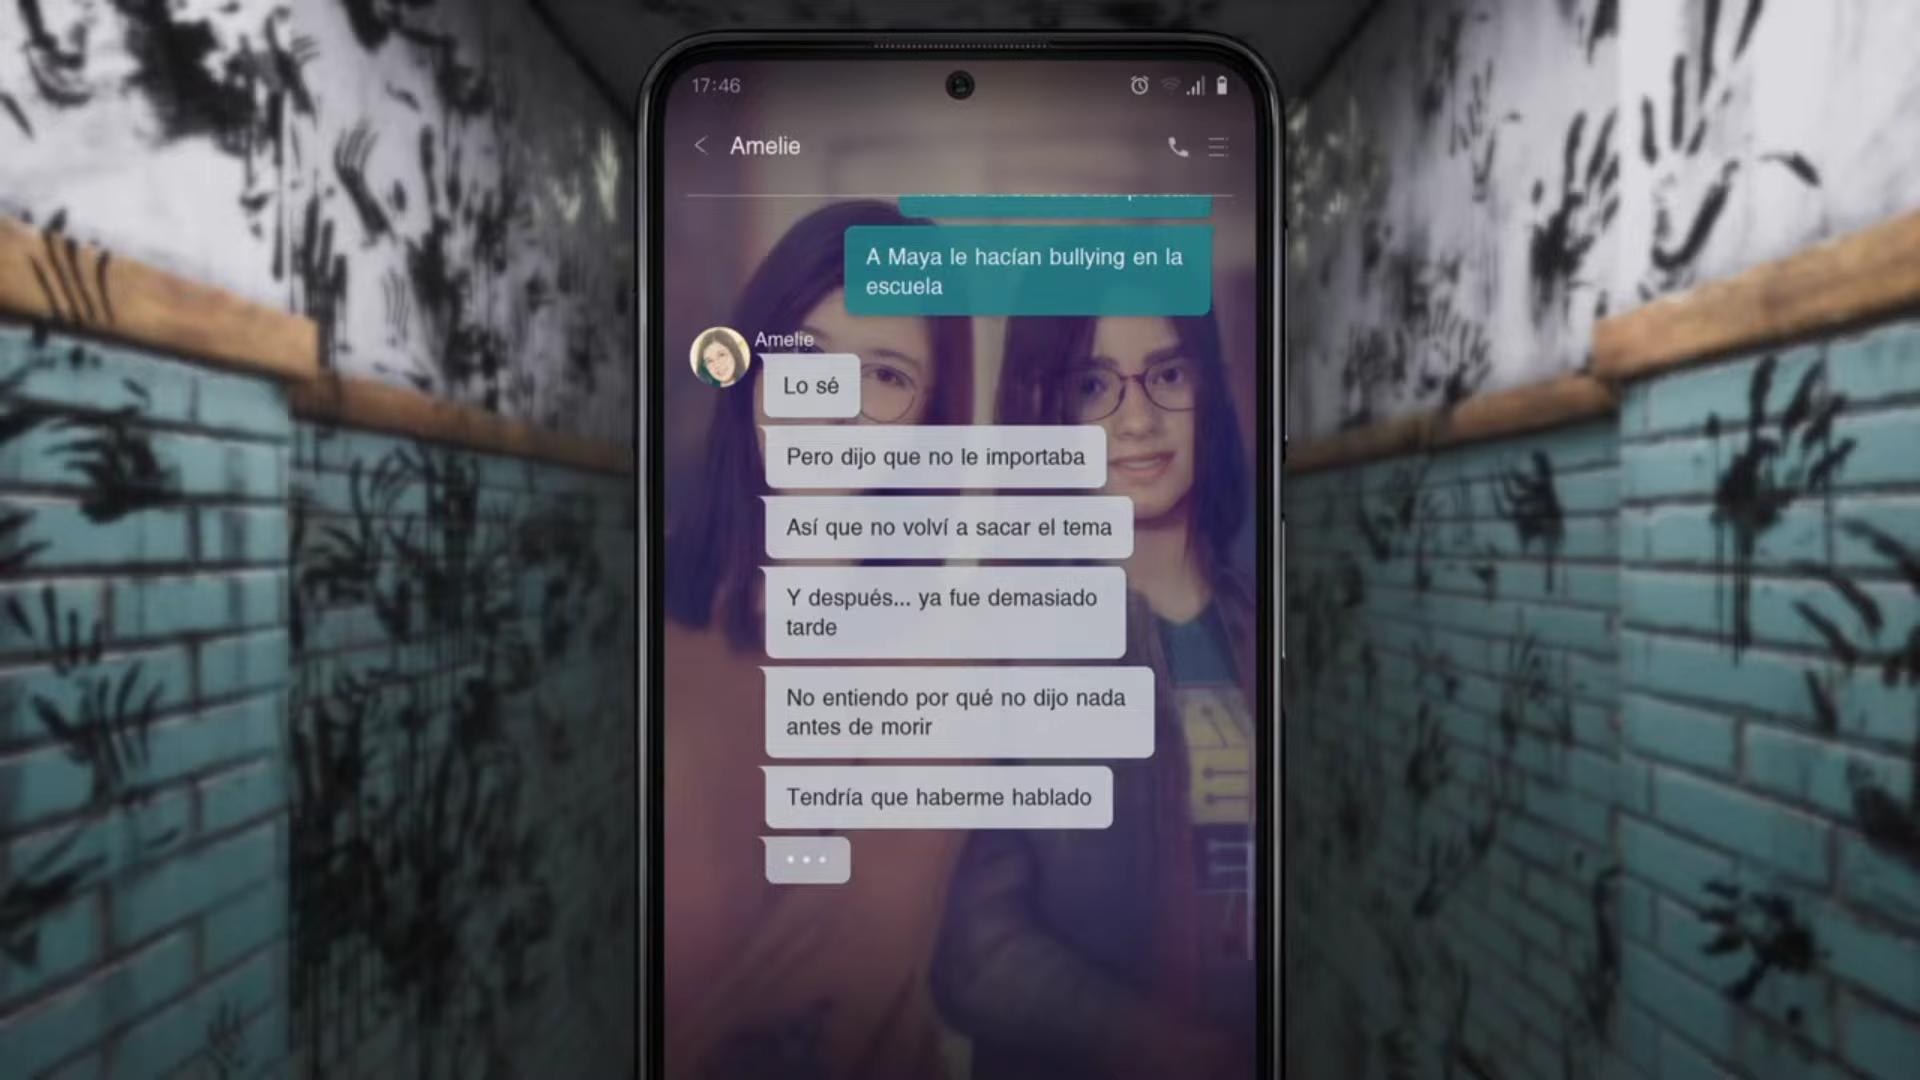 17:46
Amelie
A Maya le hacían bullying en la
escuela
Amelie
Lo sé
Pero dijo que no le importaba
Así que no volví a sacar el tema
Y después... ya fue demasiado
tarde
No entiendo por qué no dijo nada
antes de morir
Tendría que haberme hablado